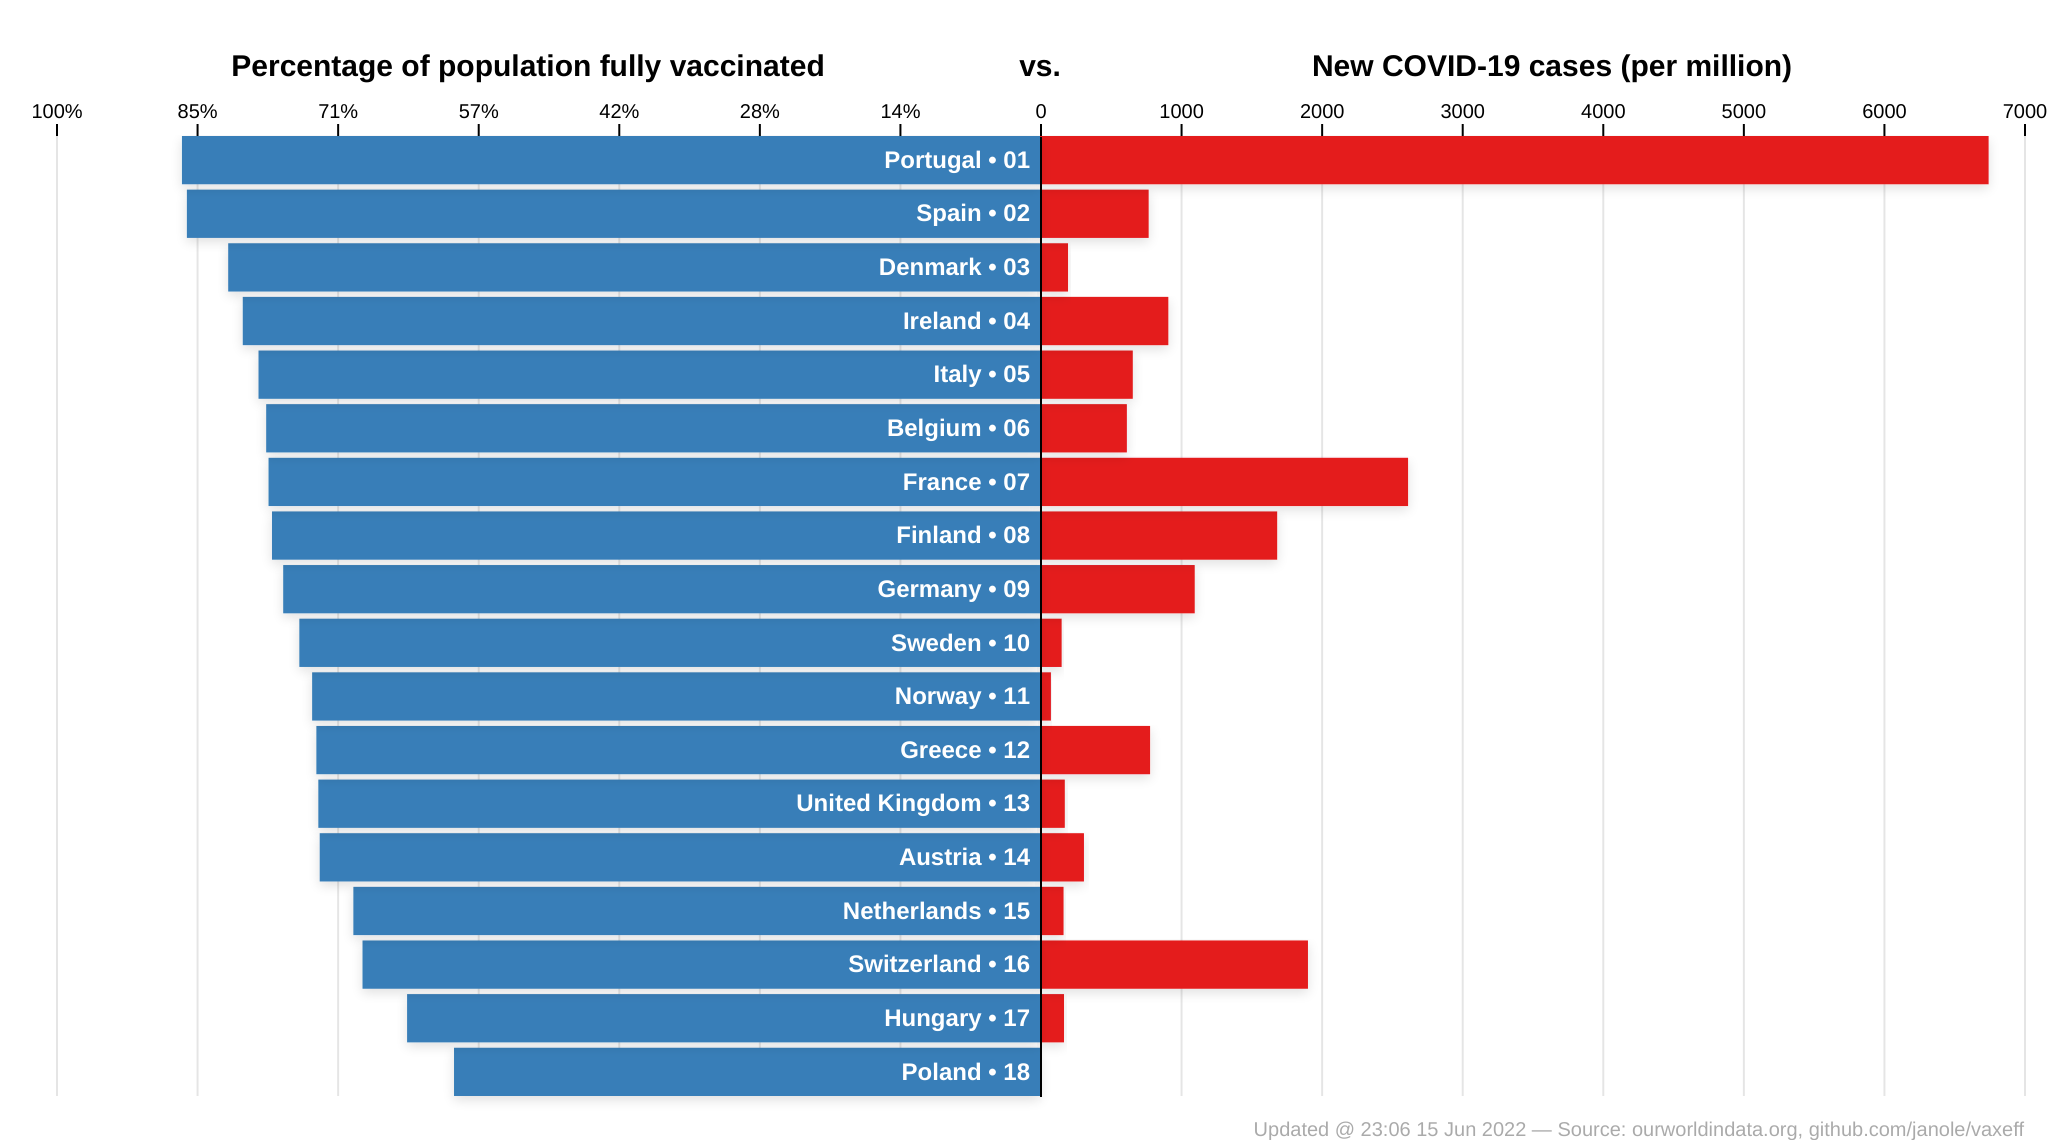 Percentage of population fully vaccinated vs. New COVID-19 cases (per million)
100% 85% 71% 57% 42% 28% 14% 0 1000 2000 3000 4000 5000 6000 7000
Portugal • 01
Spain • 02
Denmark • 03
Ireland • 04
Italy • 05
Belgium • 06
France • 07
Finland • 08
Germany • 09
Sweden • 10
Norway • 11
Greece • 12
United Kingdom • 13
Austria • 14
Netherlands • 15
Switzerland • 16
Hungary • 17
Poland • 18
Updated @ 23:06 15 Jun 2022 — Source: ourworldindata.org, github.com/janole/vaxeff